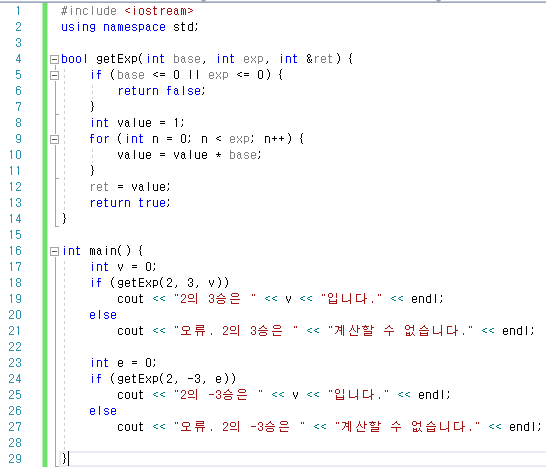 1 #include <iostream>
2 using namespace std;
3
4 bool getExp(int base, int exp, int &ret) {
5 if (base <= 0 || exp <= 0) {
6 return false;
7 }
8 int value = 1;
9 for (int n = 0; n < exp; n++) {
10 value = value * base;
11 }
12 ret = value;
13 return true;
14 }
15
16 int main() {
17 int v = 0;
18 if (getExp(2, 3, v))
19 cout << "2의 3승은 " << v << "입니다." << endl;
20 else
21 cout << "오류. 2의 3승은 " << "계산할 수 없습니다." << endl;
22
23 int e = 0;
24 if (getExp(2, -3, e))
25 cout << "2의 -3승은 " << v << "입니다." << endl;
26 else
27 cout << "오류. 2의 -3승은 " << "계산할 수 없습니다." << endl;
28
29 }